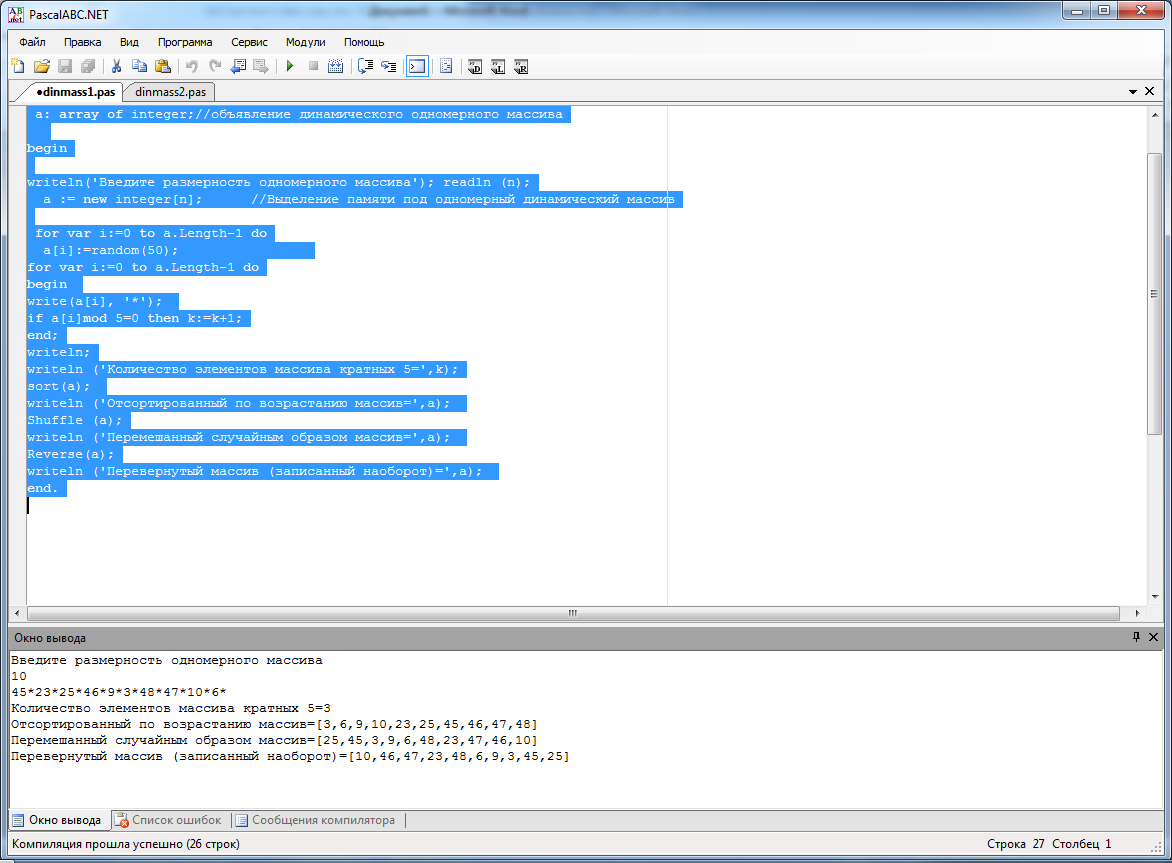 PascalABC.NET
Файл Правка Вид Программа Сервис Модули Помощь
•dinmass1.pas dinmass2.pas
a: array of integer;//объявление динамического одномерного массива
begin
writeln('Введите размерность одномерного массива'); readln (n);
a := new integer[n]; //Выделение памяти под одномерный динамический массив
for var i:=0 to a.Length-1 do
a[i]:=random(50);
for var i:=0 to a.Length-1 do
begin
write(a[i], '*');
if a[i]mod 5=0 then k:=k+1;
end;
writeln;
writeln ('Количество элементов массива кратных 5=',k);
sort(a);
writeln ('Отсортированный по возрастанию массив=',a);
Shuffle (a);
writeln ('Перемешанный случайным образом массив=',a);
Reverse(a);
writeln ('Перевернутый массив (записанный наоборот)=',a);
end.
Окно вывода
Введите размерность одномерного массива
10
45*23*25*46*9*3*48*47*10*6*
Количество элементов массива кратных 5=3
Отсортированный по возрастанию массив=[3,6,9,10,23,25,45,46,47,48]
Перемешанный случайным образом массив=[25,45,3,9,6,48,23,47,46,10]
Перевернутый массив (записанный наоборот)=[10,46,47,23,48,6,9,3,45,25]
Окно вывода Список ошибок Сообщения компилятора
Компиляция прошла успешно (26 строк) Строка 27 Столбец 1